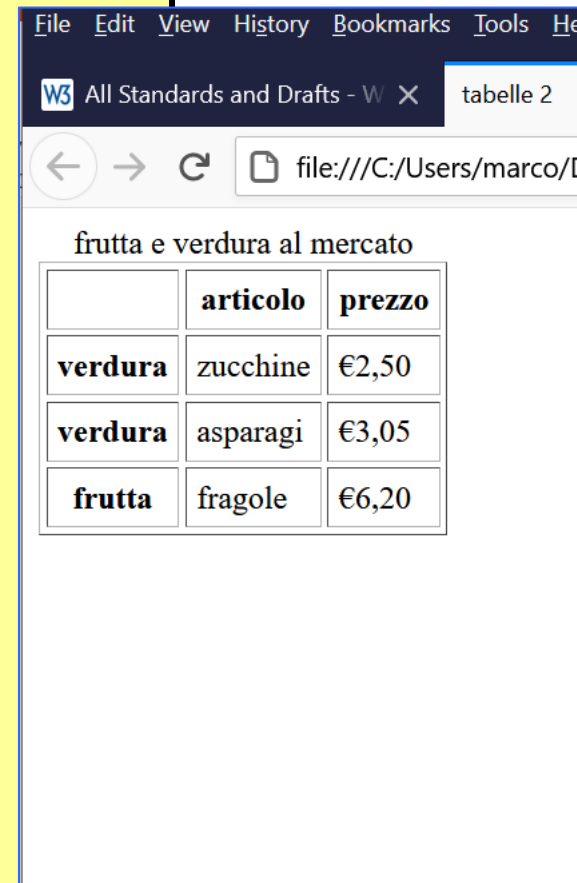 File Edit View History Bookmarks Tools
All Standards and Drafts - W
tabelle 2
file:///C:/Users/marco/
frutta e verdura al mercato
articolo prezzo
verdura zucchine €2,50
verdura asparagi €3,05
frutta fragole €6,20